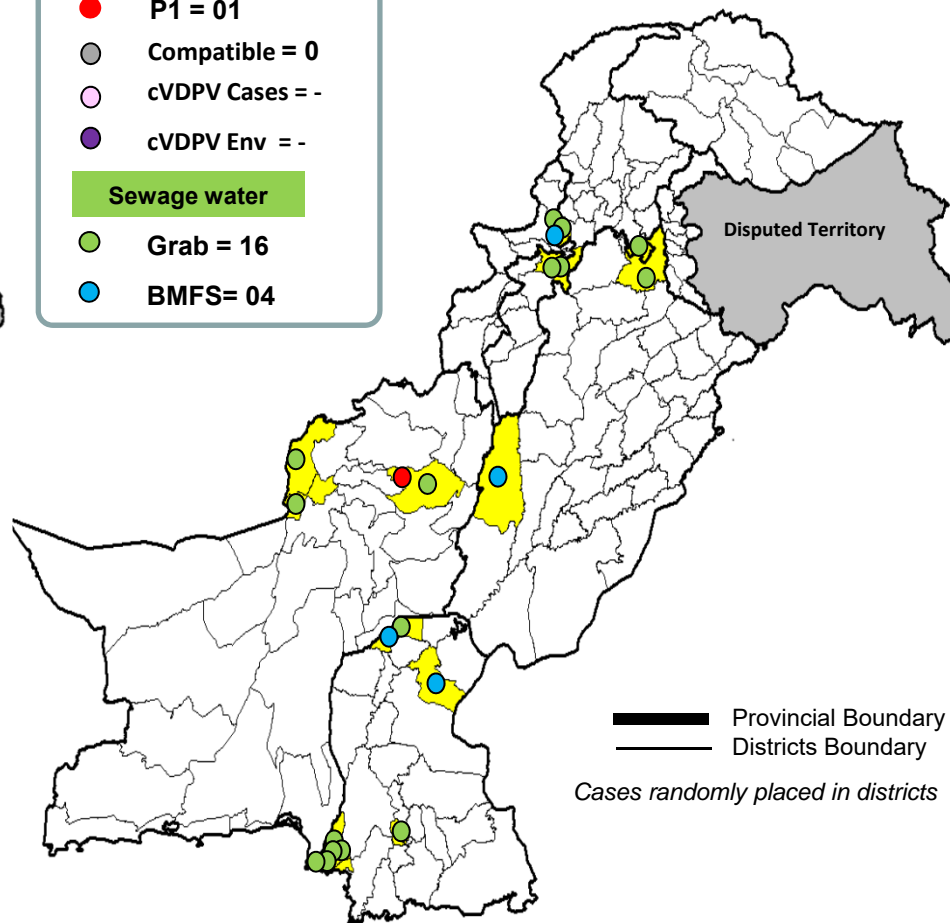 P1 = 01
Compatible = 0
cVDPV Cases = -
cVDPV Env = -
Sewage water
Grab = 16
BMFS= 04
Disputed Territory
Provincial Boundary
Districts Boundary
Cases randomly placed in districts